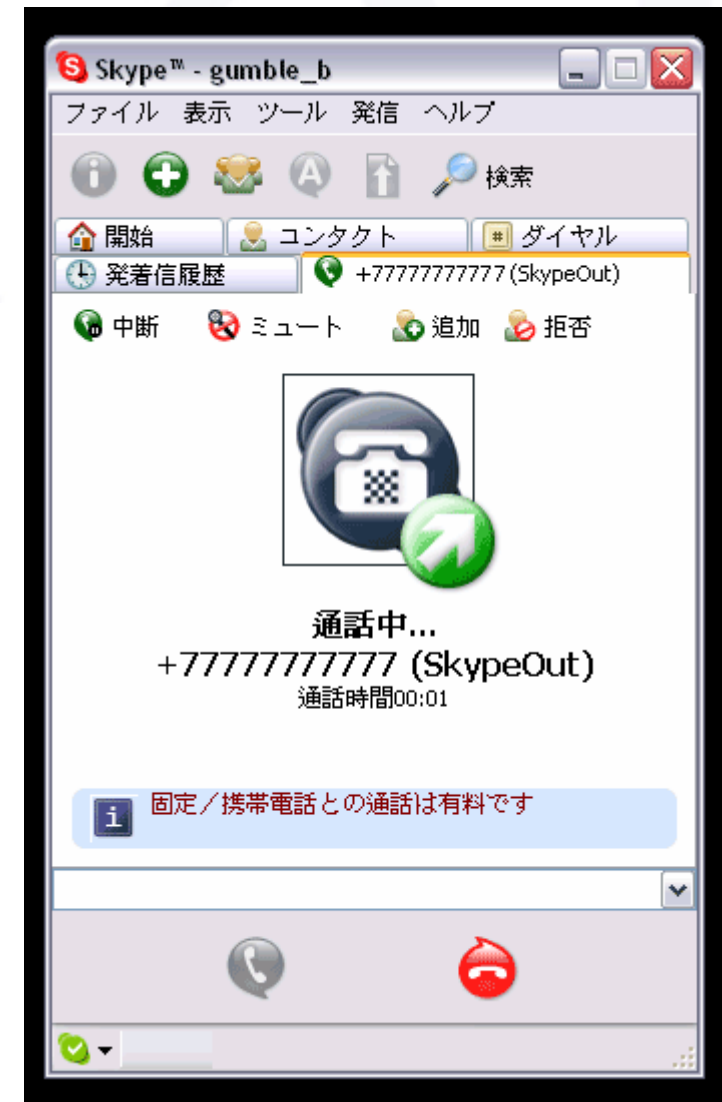 Skype™ - gumble_b
ファイル 表示 ツール 発信 ヘルプ
検索
開始 コンタクト ダイヤル
発着信履歴 +77777777777(SkypeOut)
中断 ミュート 追加 拒否
通話中...
+77777777777 (SkypeOut)
通話時間00:01
固定/携帯電話との通話は有料です